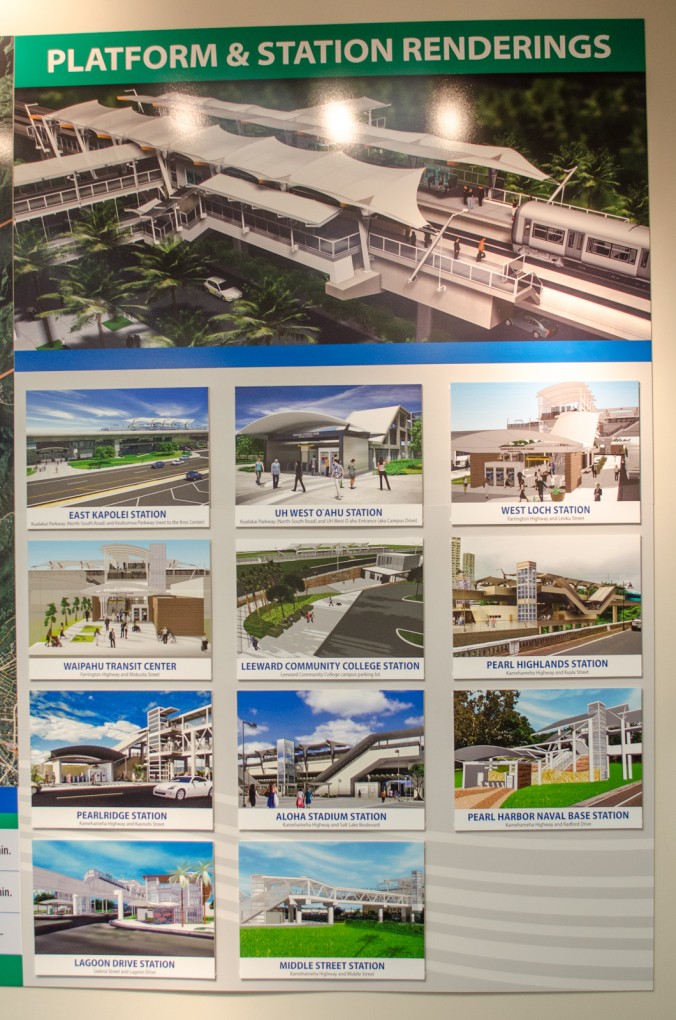 PLATFORM & STATION RENDERINGS
EAST KAPOLEI STATION
Kualakai Parkway (North-South Road) and Keahumoa Parkway (next to the Kroc Center)
UH WEST O'AHU STATION
Kualakai Parkway (North-South Road) and UH West O'ahu Entrance (aka Campus Drive)
WEST LOCH STATION
Farrington Highway and Leoku Street
WAIPAHU TRANSIT CENTER
Farrington Highway and Mokuola Street
LEEWARD COMMUNITY COLLEGE STATION
Leeward Community College campus parking lot
PEARL HIGHLANDS STATION
Kamehameha Highway and Kuala Street
PEARLRIDGE STATION
Kamehameha Highway and Kaonohi Street
ALOHA STADIUM STATION
Kamehameha Highway and Salt Lake Boulevard
PEARL HARBOR NAVAL BASE STATION
Kamehameha Highway and Radford Drive
in.
in.
LAGOON DRIVE STATION
Street and Lagoon Drive
MIDDLE STREET STATION
Kamehameha Highway and Middle Street